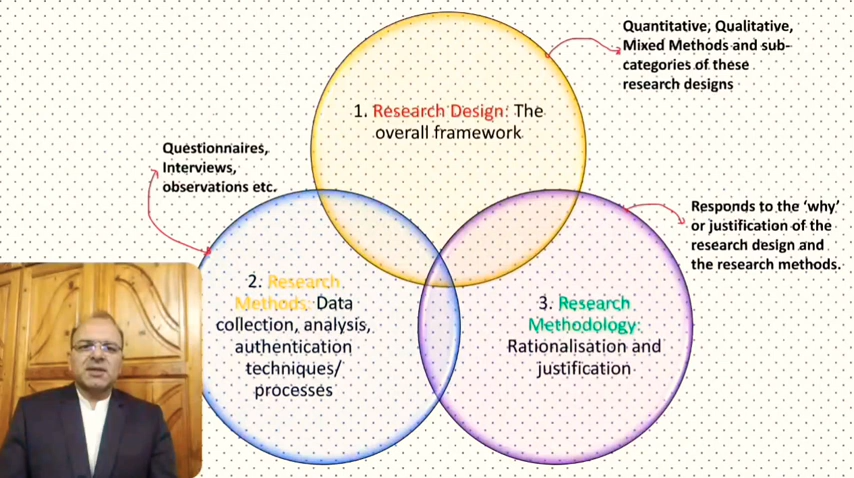 Quantitative, Qualitative,
Mixed Methods and sub-
categories of these
research designs
1. Research Design: The
overall framework
Questionnaires,
Interviews,
observations etc.
Responds to the ‘why’
or justification of the
research design and
the research methods.
2. Research
Methods: Data
collection, analysis,
authentication
techniques/
processes
3. Research
Methodology:
Rationalisation and
justification